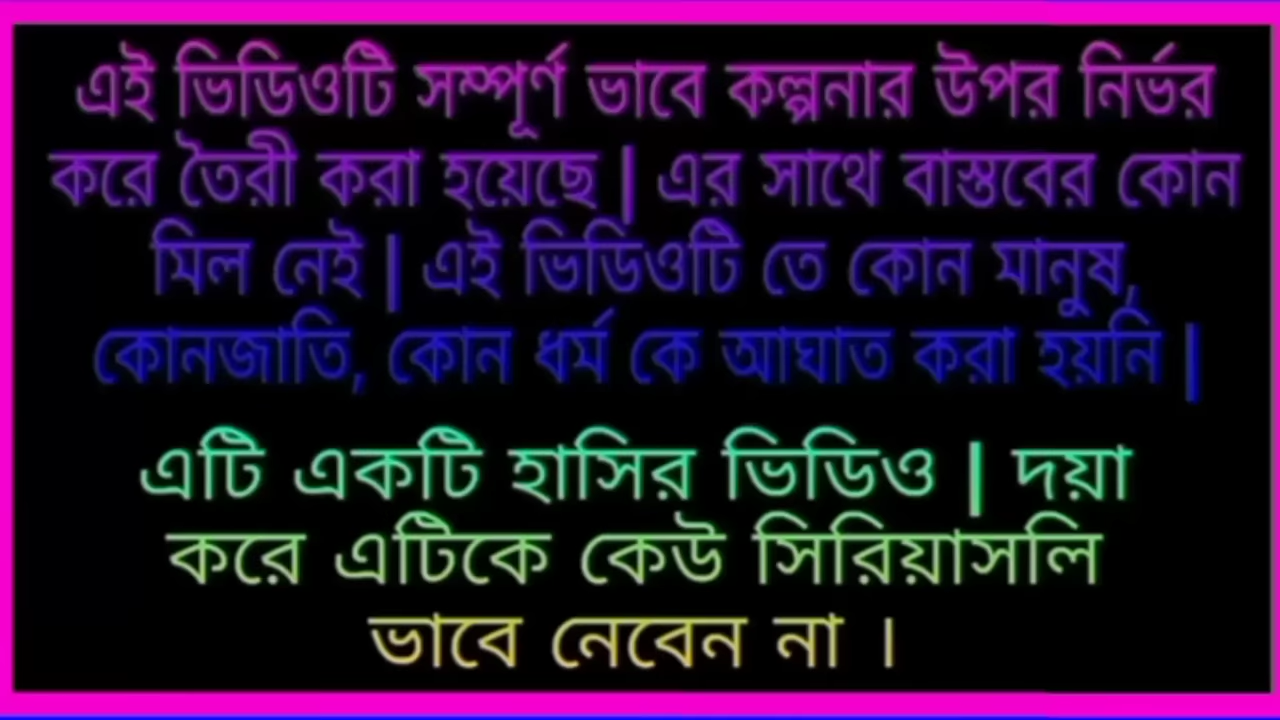 এই ভিডিওটি সম্পূর্ণ ভাবে কল্পনার উপর নির্ভর
করে তৈরী করা হয়েছে | এর সাথে বাস্তবের কোন
মিল নেই | এই ভিডিওটি তে কোন মানুষ,
কোনজাতি, কোন ধর্ম কে আঘাত করা হয়নি |
এটি একটি হাসির ভিডিও | দয়া
করে এটিকে কেউ সিরিয়াসলি
ভাবে নেবেন না ।